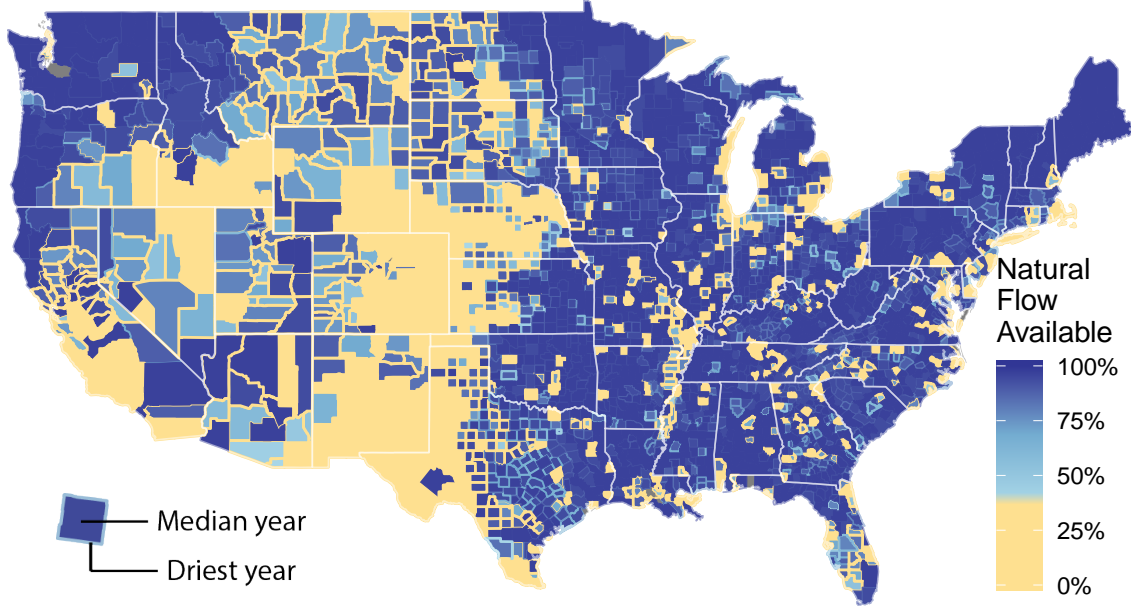 Natural
Flow
Available
100%
75%
50%
25%
0%
Median year
Driest year